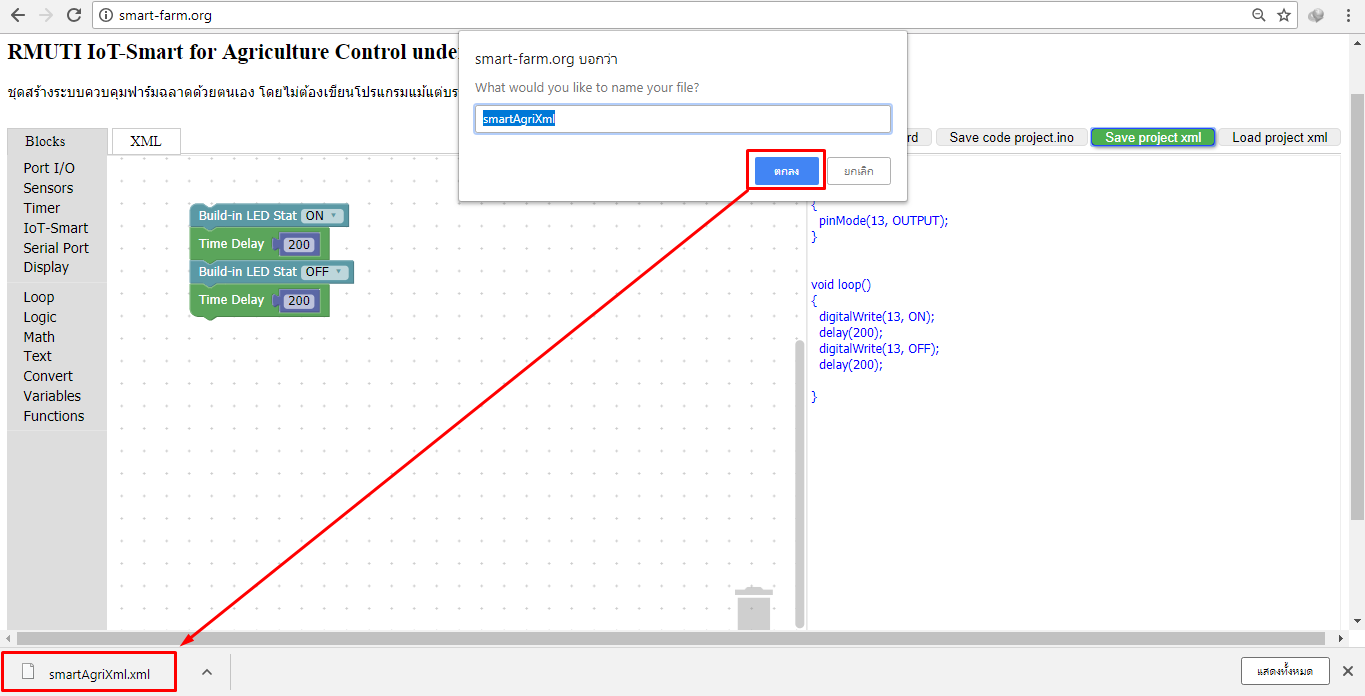 smart-farm.org
RMUTI IoT-Smart for Agriculture Control unde
ชุดสร้างระบบควบคุมฟาร์มฉลาดด้วยตนเอง โดยไม่ต้องเขียนโปรแกรมแม้แต่บร
smart-farm.org บอกว่า
What would you like to name your file?
smartAgriXml
ตกลง
ยกเลิก
Blocks
XML
rd
Save code project.ino
Save project xml
Load project xml
Port I/O
Sensors
Timer
IoT-Smart
Serial Port
Display
Loop
Logic
Math
Text
Convert
Variables
Functions
Build-in LED Stat ON
Time Delay 200
Build-in LED Stat OFF
Time Delay 200
{
pinMode(13, OUTPUT);
}
void loop()
{
digitalWrite(13, ON);
delay(200);
digitalWrite(13, OFF);
delay(200);
}
smartAgriXml.xml
แสดงทั้งหมด